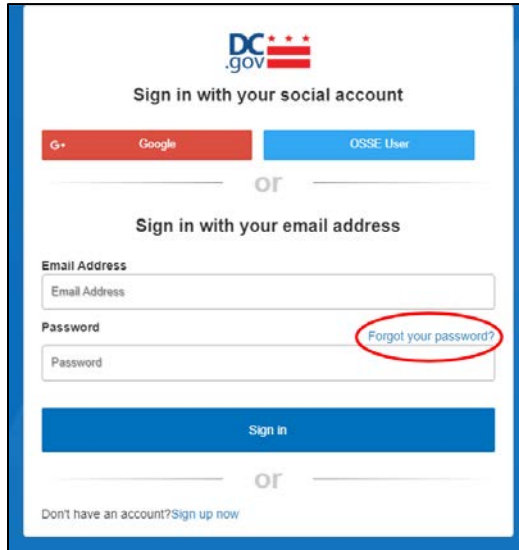 DC
.gov
Sign in with your social account
G+ Google OSSE User
or
Sign in with your email address
Email Address
Email Address
Password Forgot your password?
Password
Sign in
or
Don't have an account?Sign up now